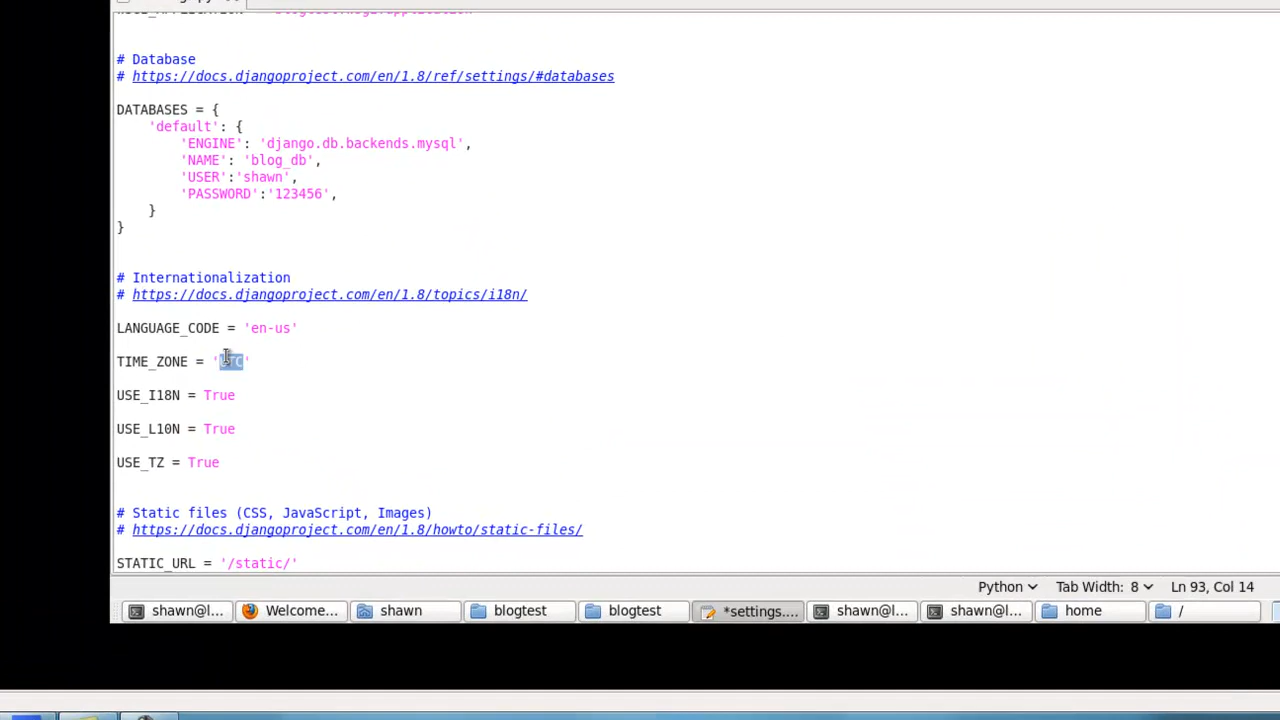 # Database
# https://docs.djangoproject.com/en/1.8/ref/settings/#databases
DATABASES = {
'default': {
'ENGINE': 'django.db.backends.mysql',
'NAME': 'blog_db',
'USER':'shawn',
'PASSWORD':'123456',
}
}
# Internationalization
# https://docs.djangoproject.com/en/1.8/topics/i18n/
LANGUAGE_CODE = 'en-us'
TIME_ZONE = 'UTC'
USE_I18N = True
USE_L10N = True
USE_TZ = True
# Static files (CSS, JavaScript, Images)
# https://docs.djangoproject.com/en/1.8/howto/static-files/
STATIC_URL = '/static/'
Python Tab Width: 8 Ln 93, Col 14
shawn@l... Welcome... shawn blogtest blogtest *settings.... shawn@l... shawn@l... home /